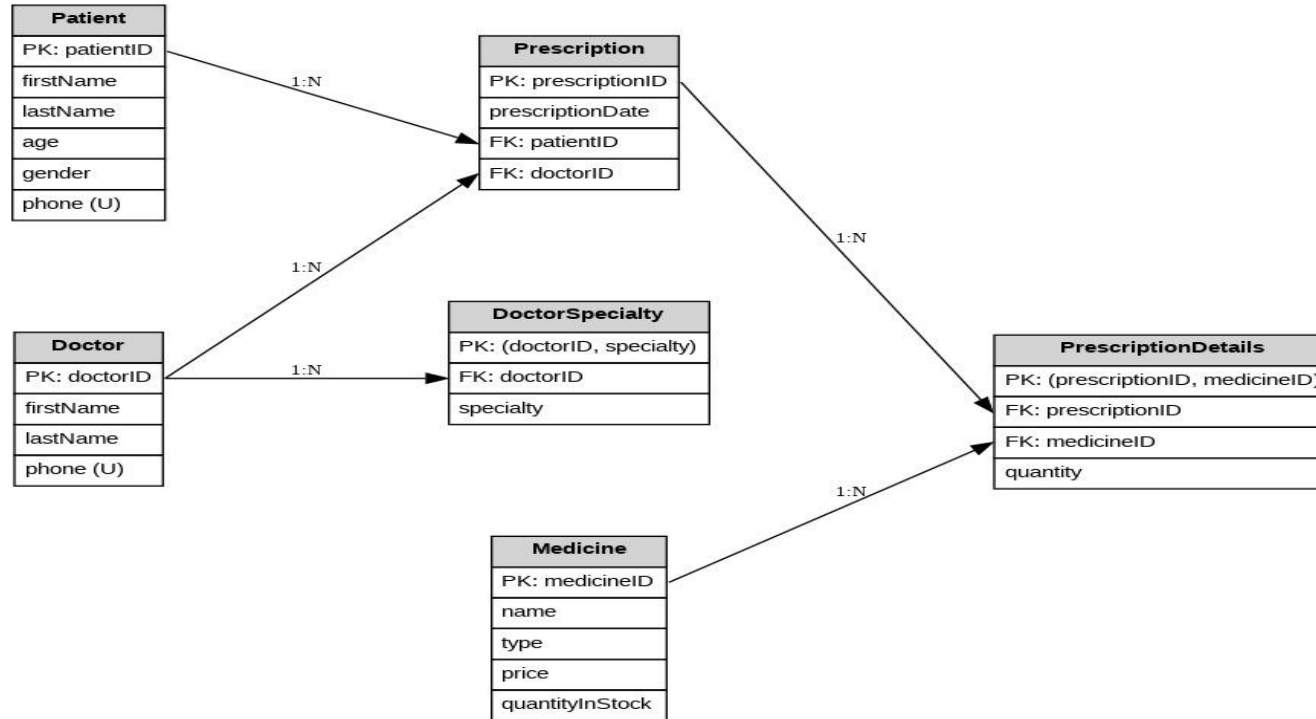 Patient
PK: patientID
firstName
lastName
age
gender
phone (U)
1:N
Prescription
PK: prescriptionID
prescriptionDate
FK: patientID
FK: doctorID
1:N
1:N
Doctor
PK: doctorID
firstName
lastName
phone (U)
1:N
DoctorSpecialty
PK: (doctorID, specialty)
FK: doctorID
specialty
PrescriptionDetails
PK: (prescriptionID, medicineID)
FK: prescriptionID
FK: medicineID
quantity
1:N
Medicine
PK: medicineID
name
type
price
quantityInStock